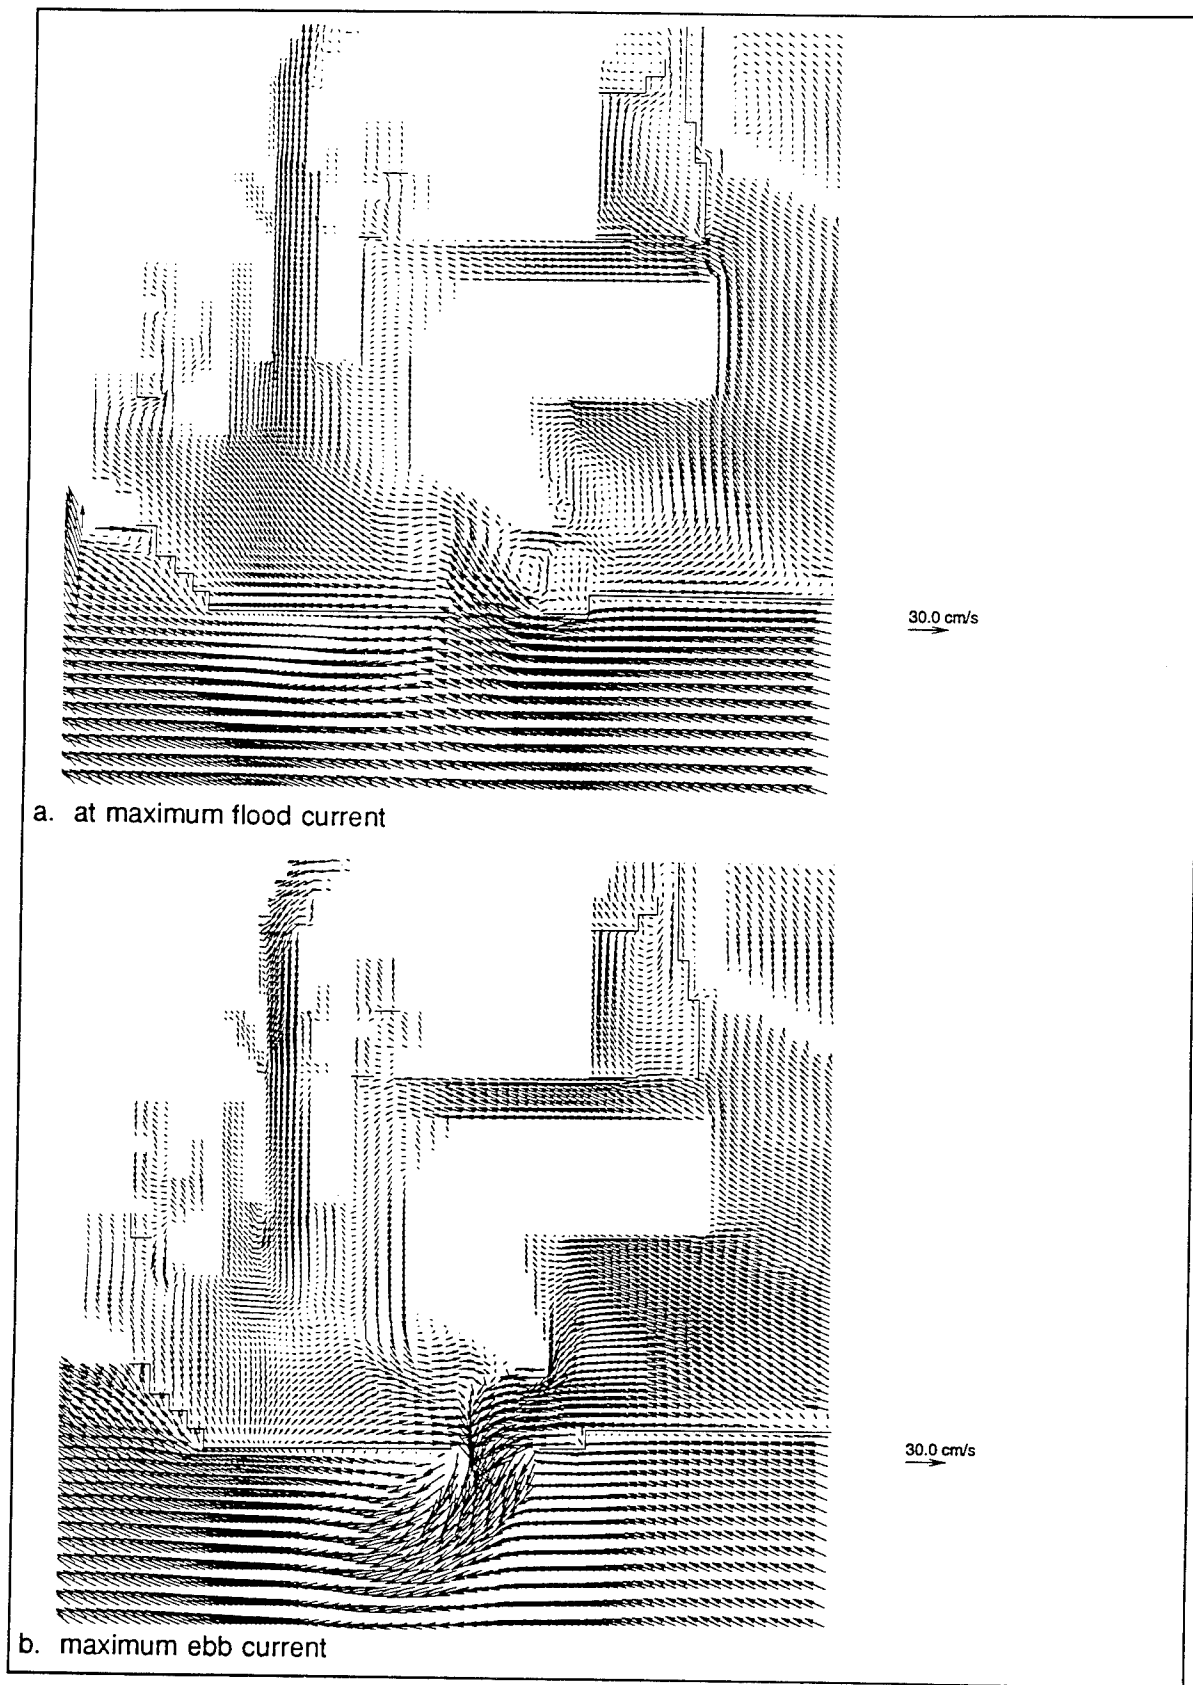 30.0 cm/s
a. at maximum flood current
30.0 cm/s
b. maximum ebb current